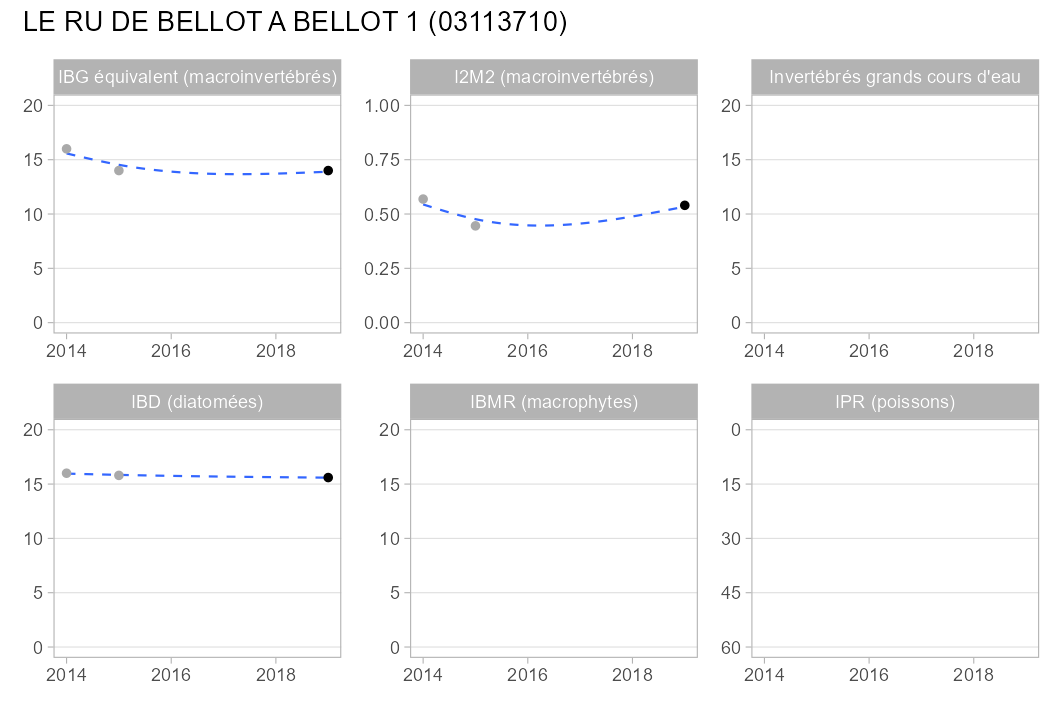 LE RU DE BELLOT A BELLOT 1 (03113710)
IBG équivalent (macroinvertébrés)
20
15
10
5
0
2014 2016 2018
I2M2 (macroinvertébrés)
1.00
0.75
0.50
0.25
0.00
2014 2016 2018
Invertébrés grands cours d'eau
20
15
10
5
0
2014 2016 2018
IBD (diatomées)
20
15
10
5
0
2014 2016 2018
IBMR (macrophytes)
20
15
10
5
0
2014 2016 2018
IPR (poissons)
0
15
30
45
60
2014 2016 2018